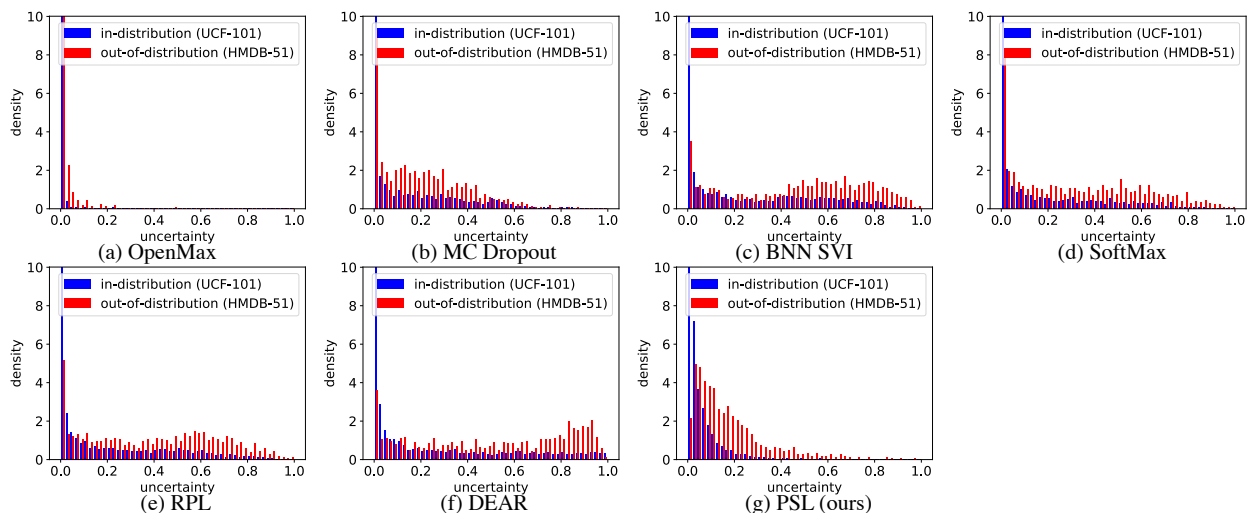 10
8
6
4
2
0
density
in-distribution (UCF-101)
out-of-distribution (HMDB-51)
0.0 0.2 0.4 0.6 0.8 1.0
uncertainty
(a) OpenMax
10
8
6
4
2
0
density
in-distribution (UCF-101)
out-of-distribution (HMDB-51)
0.0 0.2 0.4 0.6 0.8 1.0
uncertainty
(b) MC Dropout
10
8
6
4
2
0
density
in-distribution (UCF-101)
out-of-distribution (HMDB-51)
0.0 0.2 0.4 0.6 0.8 1.0
uncertainty
(c) BNN SVI
10
8
6
4
2
0
density
in-distribution (UCF-101)
out-of-distribution (HMDB-51)
0.0 0.2 0.4 0.6 0.8 1.0
uncertainty
(d) SoftMax
10
8
6
4
2
0
density
in-distribution (UCF-101)
out-of-distribution (HMDB-51)
0.0 0.2 0.4 0.6 0.8 1.0
uncertainty
(e) RPL
10
8
6
4
2
0
density
in-distribution (UCF-101)
out-of-distribution (HMDB-51)
0.0 0.2 0.4 0.6 0.8 1.0
uncertainty
(f) DEAR
10
8
6
4
2
0
density
in-distribution (UCF-101)
out-of-distribution (HMDB-51)
0.0 0.2 0.4 0.6 0.8 1.0
uncertainty
(g) PSL (ours)